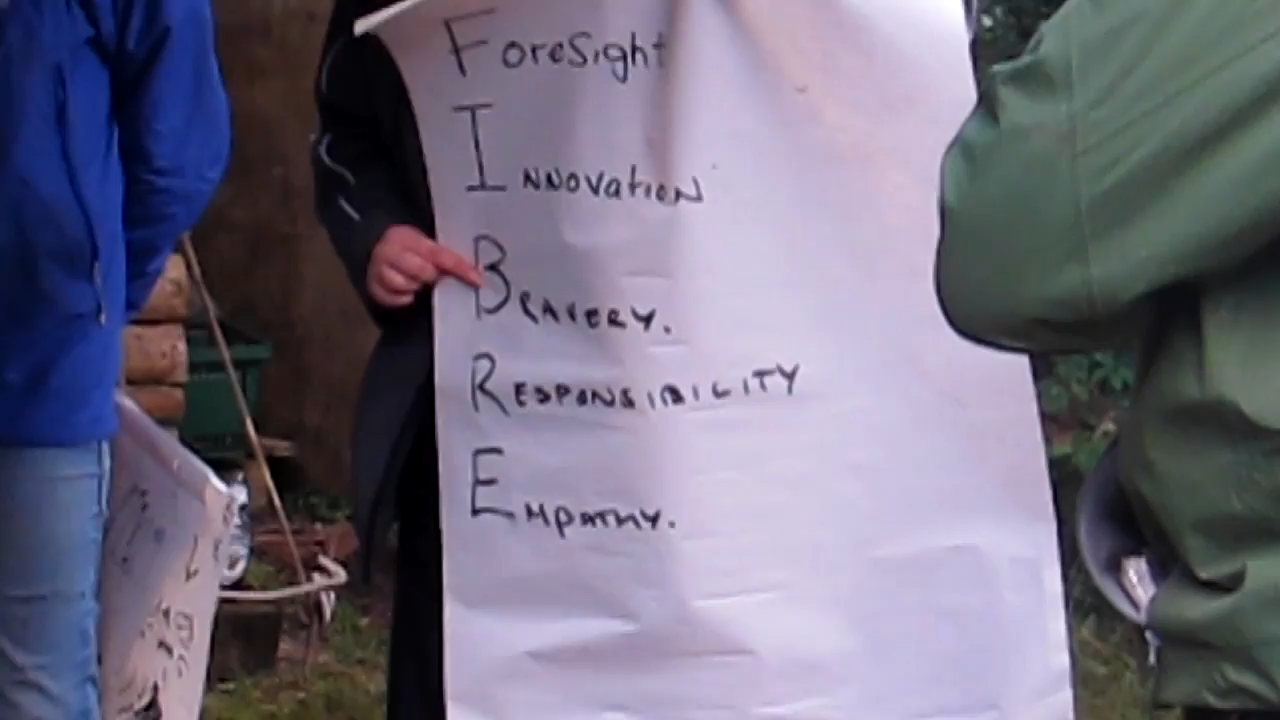 ForeSight
INNovatioN
BRAVERY.
RESPONSIBILITY
EMPATHY.